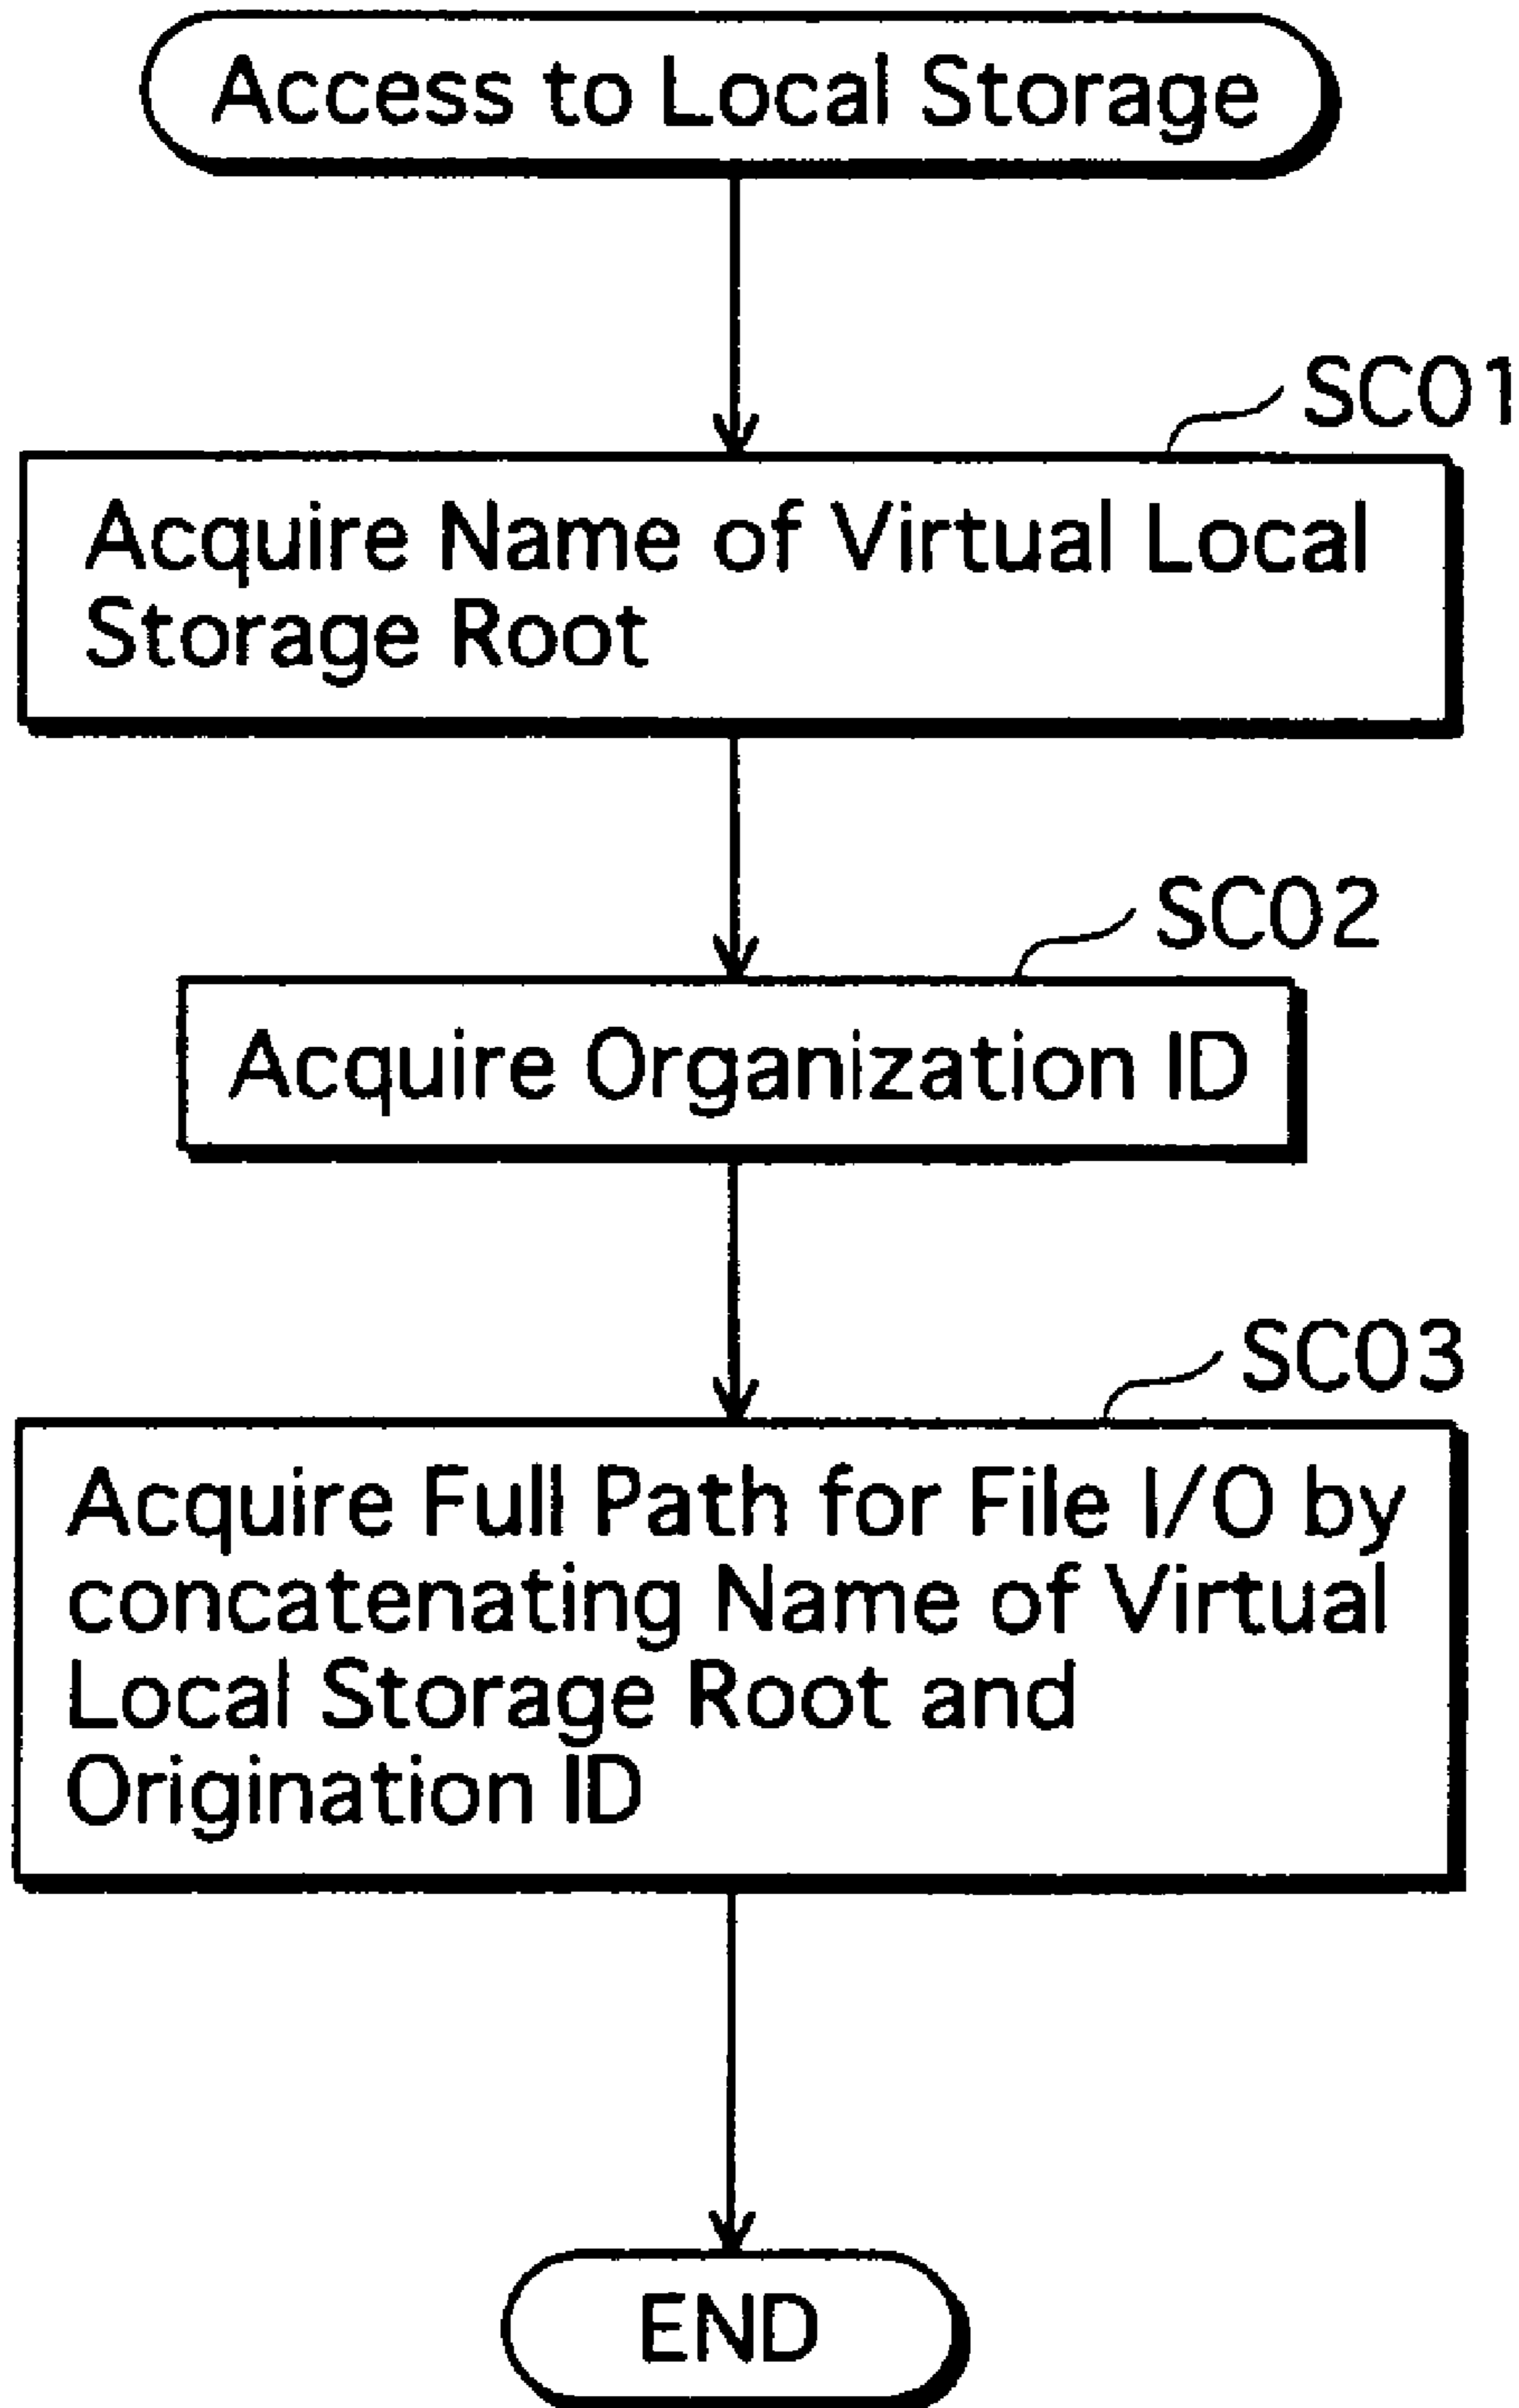 Access to Local Storage
SC01
Acquire Name of Virtual Local
Storage Root
SC02
Acquire Organization ID
SC03
Acquire Full Path for File I/O by
concatenating Name of Virtual
Local Storage Root and
Origination ID
END